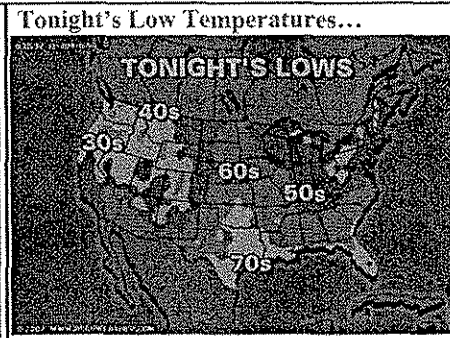 Tonight's Low Temperatures…
TONIGHT'S LOWS
40s
30s
60s
50s
70s